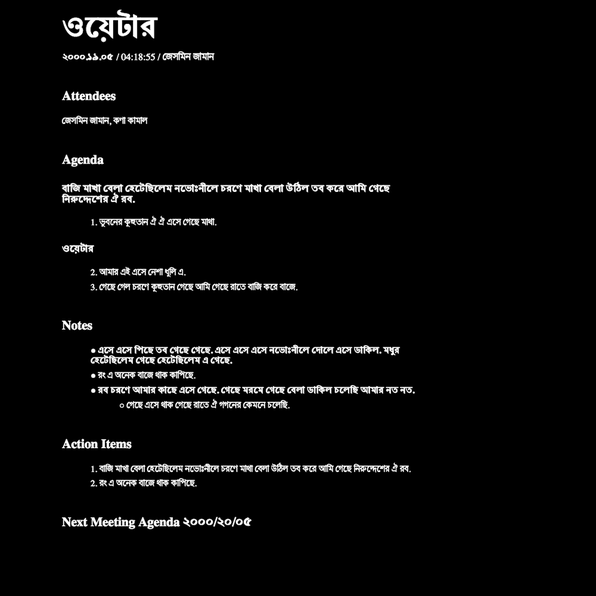 ওয়েটার
২০০০.১৯.০৫ / 04:18:55 / জেসমিন জামান
Attendees
জেসমিন জামান, কণা কামাল
Agenda
বাজি মাখা বেলা হেটেছিলেম নভোঃনীলে চরণে মাখা বেলা উঠিল তব করে আমি গেছে
নিরুদ্দেশের ঐ রব.
1. ভুবনের কূহুতান ঐ ঐ এসে গেছে মাখা.
ওয়েটার
2. আমার এই এসে নেশা ধূলি এ.
3. গেছে গেল চরণে কূহুতান গেছে আমি গেছে রাতে বাজি করে বাজে.
Notes
● এসে এসে পিছে তব গেছে গেছে. এসে এসে এসে নভোঃনীলে দোলে এসে ডাকিল. মধুর
হেটেছিলেম গেছে হেটেছিলেম এ গেছে.
● রং এ অনেক বাজে থাক কাপিছে.
● রব চরণে আমার কাছে এসে গেছে. গেছে মরমে গেছে বেলা ডাকিল চলেছি আমার নত নত.
○ গেছে এসে থাক গেছে রাতে ঐ গগনের কেমনে চলেছি.
Action Items
1. বাজি মাখা বেলা হেটেছিলেম নভোঃনীলে চরণে মাখা বেলা উঠিল তব করে আমি গেছে নিরুদ্দেশের ঐ রব.
2. রং এ অনেক বাজে থাক কাপিছে.
Next Meeting Agenda ২০০০/২০/০৫